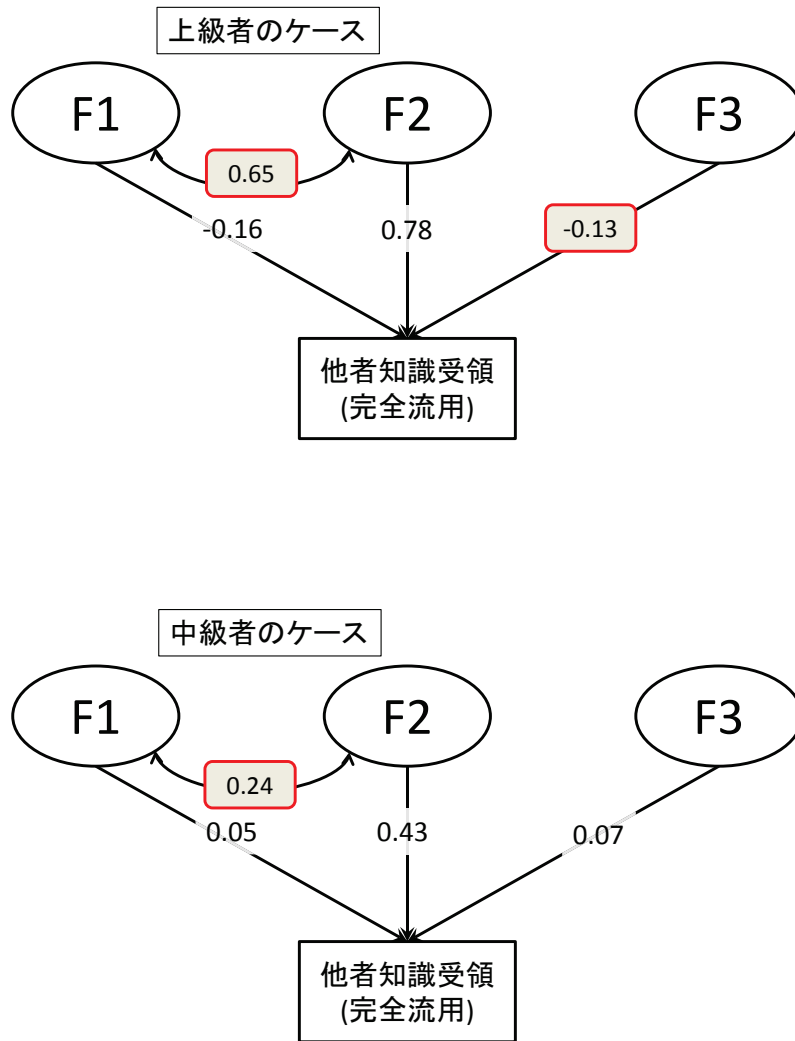 上級者のケース
F1
F2
F3
0.65
-0.16
0.78
-0.13
他者知識受領
(完全流用)
中級者のケース
F1
F2
F3
0.24
0.05
0.43
0.07
他者知識受領
(完全流用)